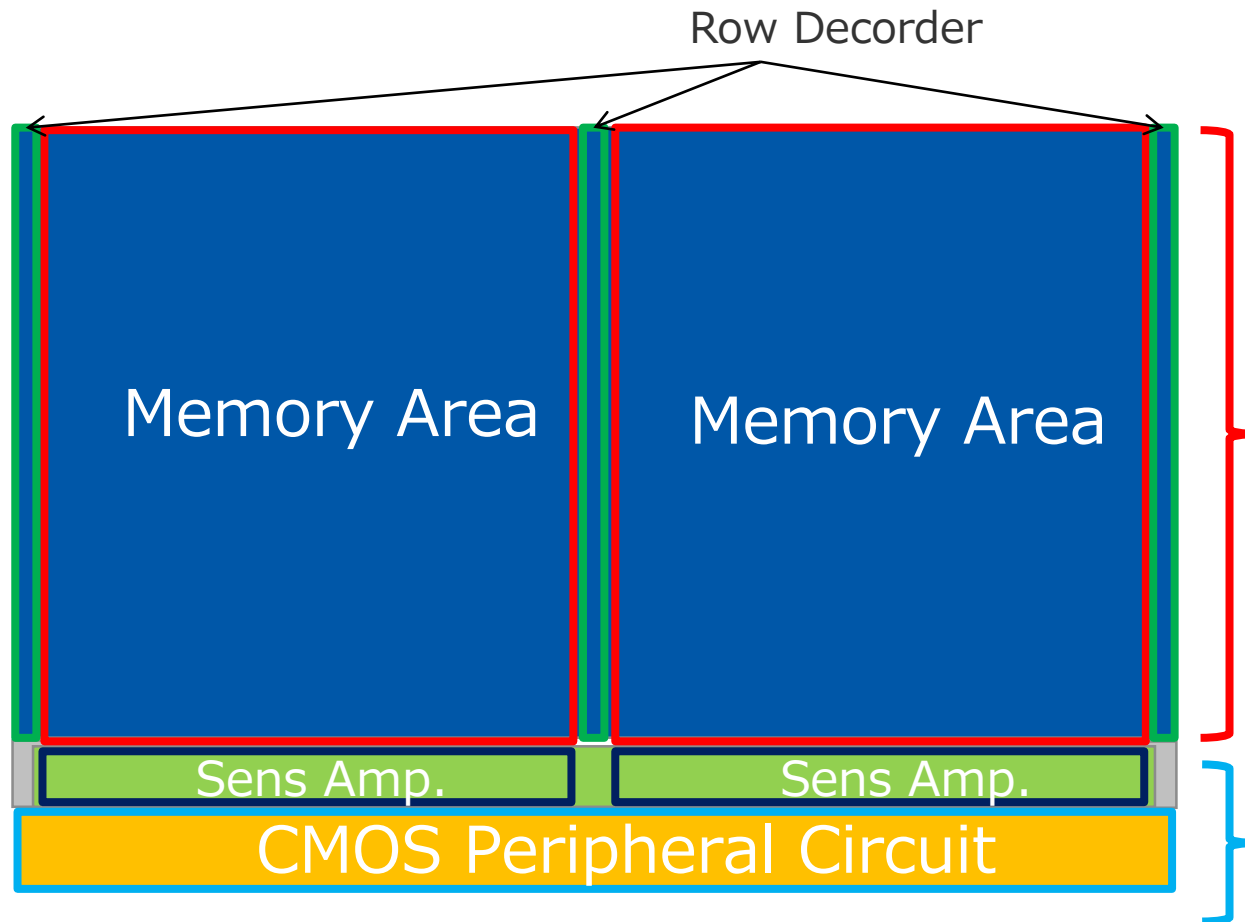 Row Decorder
Memory Area
Memory Area
Sens Amp.
Sens Amp.
CMOS Peripheral Circuit